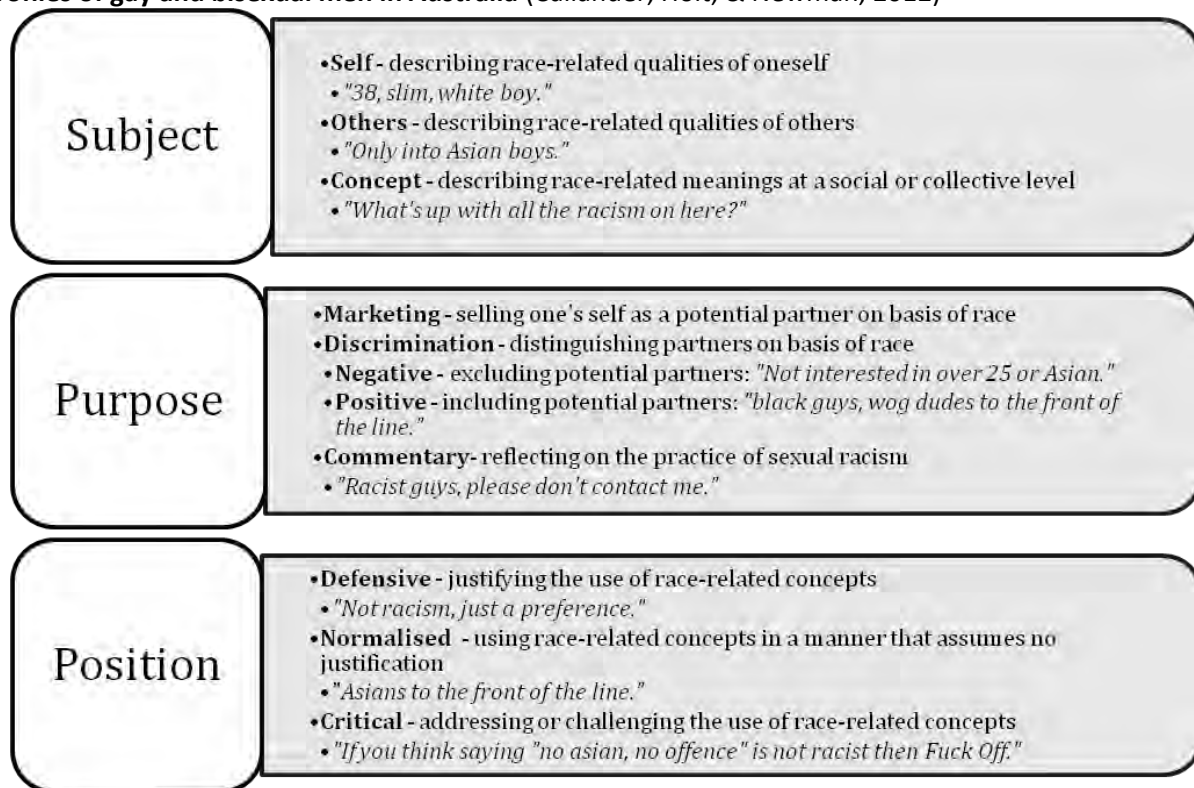 of gay and bisexual men in Australia
Subject
•Self - describing race-related qualities of oneself
•"38, slim, white boy."
•Others - describing race-related qualities of others
•"Only into Asian boys."
•Concept - describing race-related meanings at a social or collective level
•"What's up with all the racism on here?"
Purpose
•Marketing - selling one's self as a potential partner on basis of race
•Discrimination - distinguishing partners on basis of race
•Negative - excluding potential partners: "Not interested in over 25 or Asian."
•Positive - including potential partners: "black guys, wog dudes to the front of
the line."
•Commentary- reflecting on the practice of sexual racism
•"Racist guys, please don't contact me."
Position
•Defensive - justifying the use of race-related concepts
•"Not racism, just a preference."
•Normalised - using race-related concepts in a manner that assumes no
justification
•"Asians to the front of the line."
•Critical - addressing or challenging the use of race-related concepts
•"If you think saying "no asian, no offence" is not racist then Fuck Off."